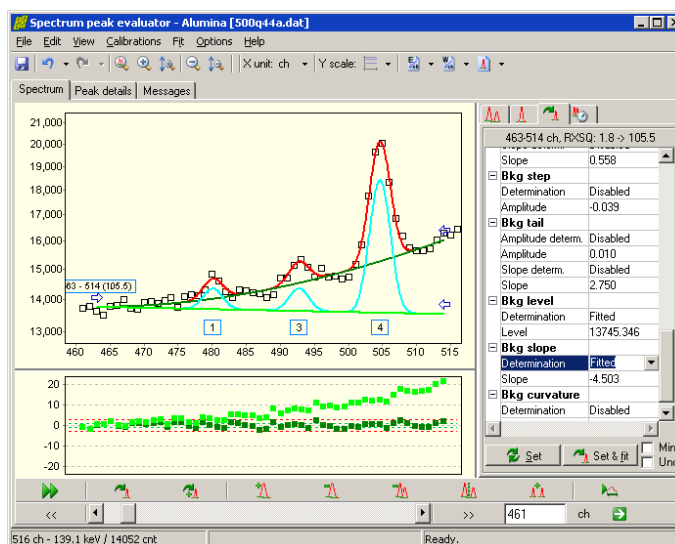 Spectrum peak evaluator - Alumina [500q44a.dat]
File Edit View Calibrations Fit Options Help
X unit: ch Y scale:
Spectrum Peak details Messages
21,000
20,000
19,000
18,000
17,000
16,000
15,000
14,000
13,000
63 - 514 (105.5)
1 3 4
460 465 470 475 480 485 490 495 500 505 510 515
20
10
0
-10
-20
463-514 ch, RXSQ: 1.8 -> 105.5
Slope determ. Disabled
Slope 0.558
Bkg step
Determination Disabled
Amplitude -0.039
Bkg tail
Amplitude determ. Disabled
Amplitude 0.010
Slope determ. Disabled
Slope 2.750
Bkg level
Determination Fitted
Level 13745.346
Bkg slope
Determination Fitted
Slope -4.503
Bkg curvature
Determination Disabled
Set Set & fit
Min
Unc
<< >> 461 ch
516 ch - 139.1 keV / 14052 cnt Ready.